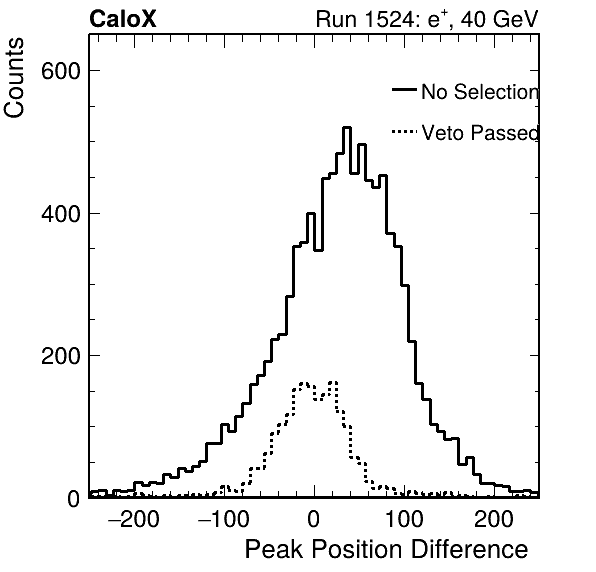 CaloX Run 1524: e⁺, 40 GeV
Counts
600
No Selection
Veto Passed
400
200
0
−200 −100 0 100 200
Peak Position Difference